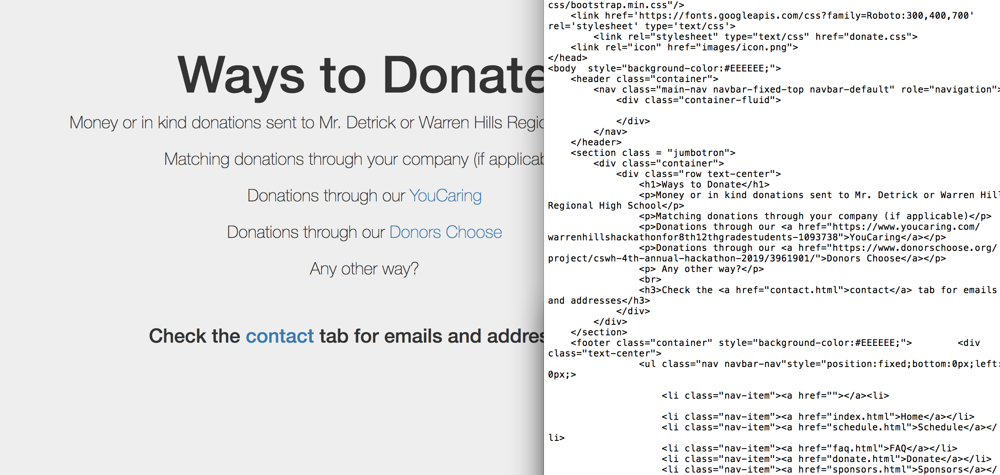 Ways to Donate
Money or in kind donations sent to Mr. Detrick or Warren Hills Regio
Matching donations through your company (if applicab
Donations through our YouCaring
Donations through our Donors Choose
Any other way?
Check the contact tab for emails and addres
css/bootstrap.min.css"/>
<link href='https://fonts.googleapis.com/css?family=Roboto:300,400,700'
rel='stylesheet' type='text/css'>
<link rel="stylesheet" type="text/css" href="donate.css">
<link rel="icon" href="images/icon.png">
</head>
<body  style="background-color:#EEEEEE;">
<header class="container">
<nav class="main-nav navbar-fixed-top navbar-default" role="navigation">
<div class="container-fluid">
</div>
</nav>
</header>
<section class = "jumbotron">
<div class="container">
<div class="row text-center">
<h1>Ways to Donate</h1>
<p>Money or in kind donations sent to Mr. Detrick or Warren Hill
Regional High School</p>
<p>Matching donations through your company (if applicable)</p>
<p>Donations through our <a href="https://www.youcaring.com/
warrenhillshackathonfor8th12thgradestudents-1093738">YouCaring</a></p>
<p>Donations through our <a href="https://www.donorschoose.org/
project/cswh-4th-annual-hackathon-2019/3961901/">Donors Choose</a></p>
<p> Any other way?</p>
<br>
<h3>Check the <a href="contact.html">contact</a> tab for emails
and addresses</h3>
</div>
</div>
</section>
<footer class="container" style="background-color:#EEEEEE;">        <div
class="text-center">
<ul class="nav navbar-nav"style="position:fixed;bottom:0px;left:
0px;>
<li class="nav-item"><a href=""></a><li>
<li class="nav-item"><a href="index.html">Home</a></li>
<li class="nav-item"><a href="schedule.html">Schedule</a></
li>
<li class="nav-item"><a href="faq.html">FAQ</a></li>
<li class="nav-item"><a href="donate.html">Donate</a></li>
<li class="nav-item"><a href="sponsors.html">Sponsors</a></